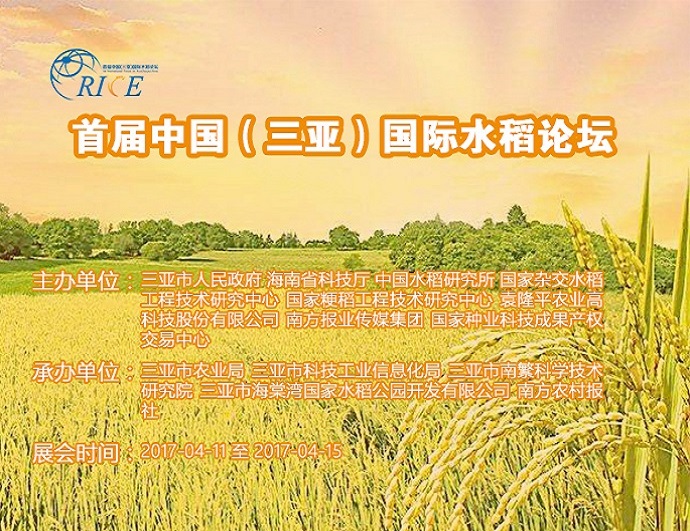 首届中国(三亚)国际水稻论坛
RICE
首届中国（三亚）国际水稻论坛
主办单位：三亚市人民政府 海南省科技厅 中国水稻研究所 国家杂交水稻
工程技术研究中心 国家粳稻工程技术研究中心 袁隆平农业高
科技股份有限公司 南方报业传媒集团 国家种业科技成果产权
交易中心
承办单位：三亚市农业局 三亚市科技工业信息化局 三亚市南繁科学技术
研究院 三亚市海棠湾国家水稻公园开发有限公司 南方农村报
社
展会时间：2017-04-11 至 2017-04-15